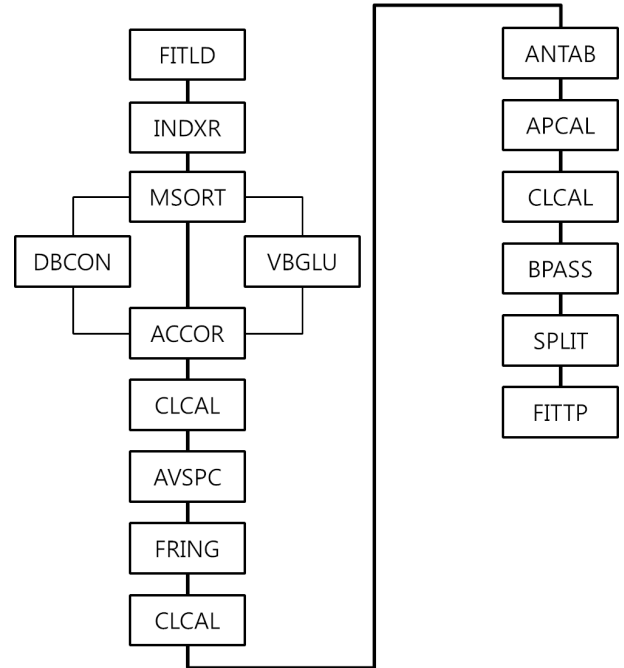 FITLD
INDXR
MSORT
DBCON
VBGLU
ACCOR
CLCAL
AVSPC
FRING
CLCAL
ANTAB
APCAL
CLCAL
BPASS
SPLIT
FITTP